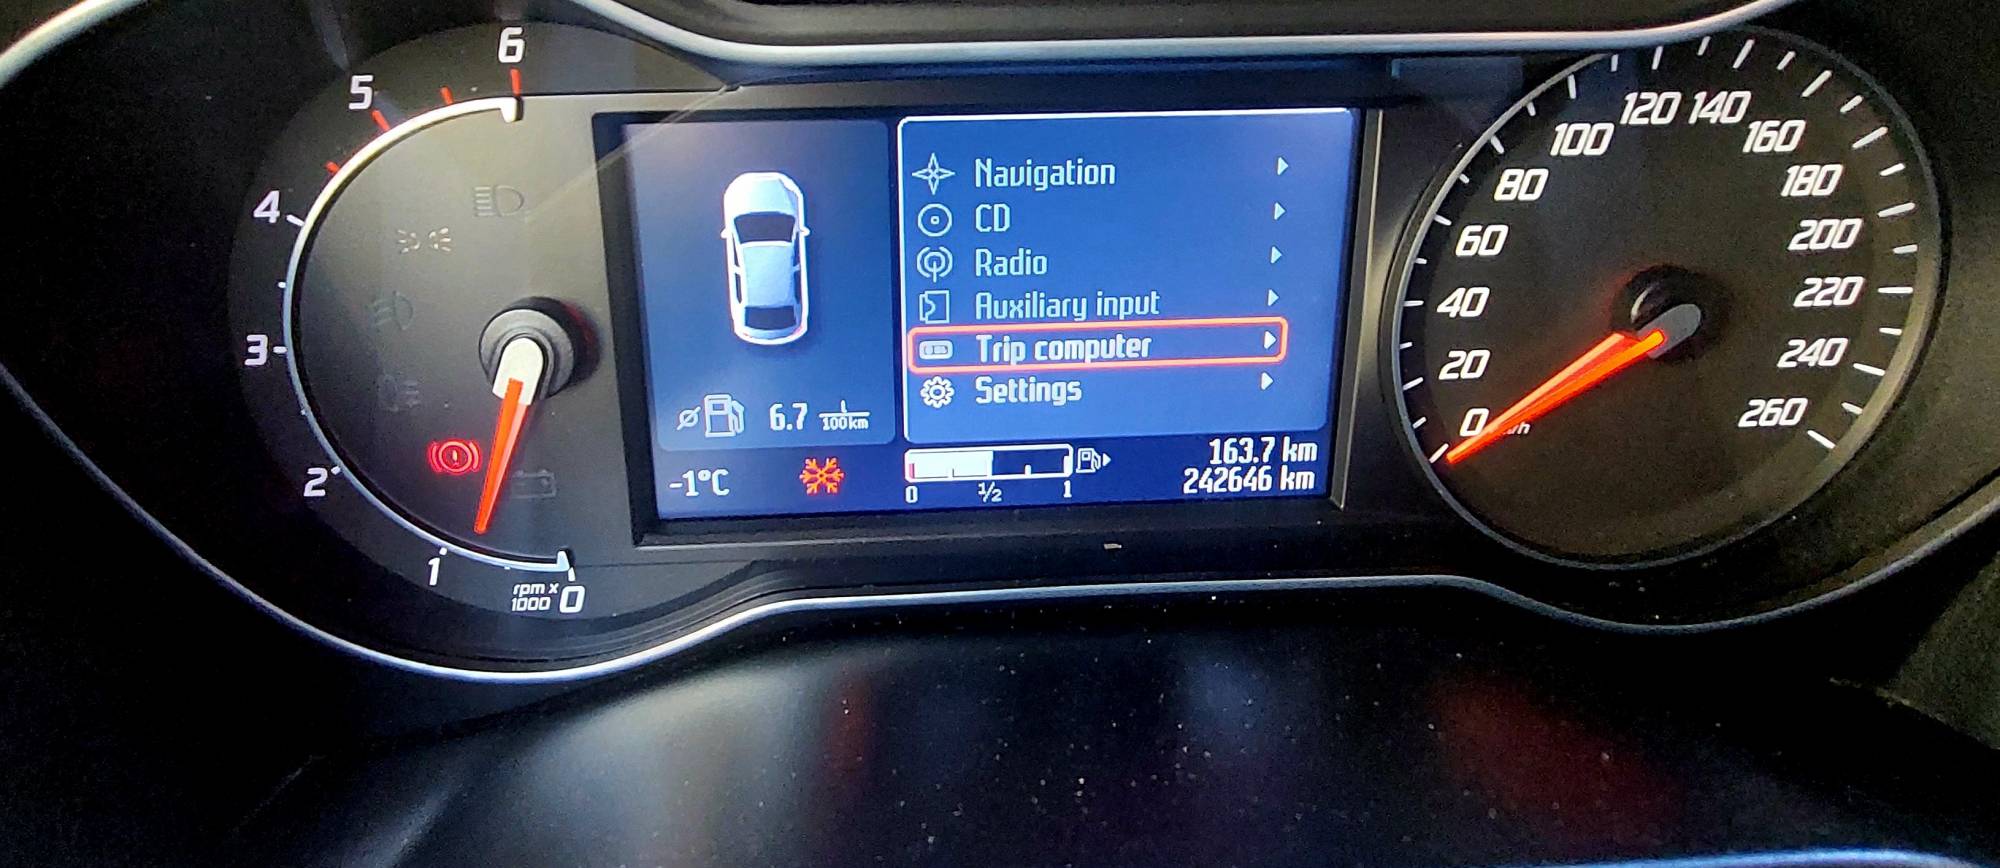 6
5
4
3
2
1
rpm x
1000
0
Navigation
CD
Radio
Auxiliary input
Trip computer
Settings
6.7 l/100km
-1°C
0 1/2 1
163.7 km
242646 km
0
20
40
60
80
100
120
140
160
180
200
220
240
260